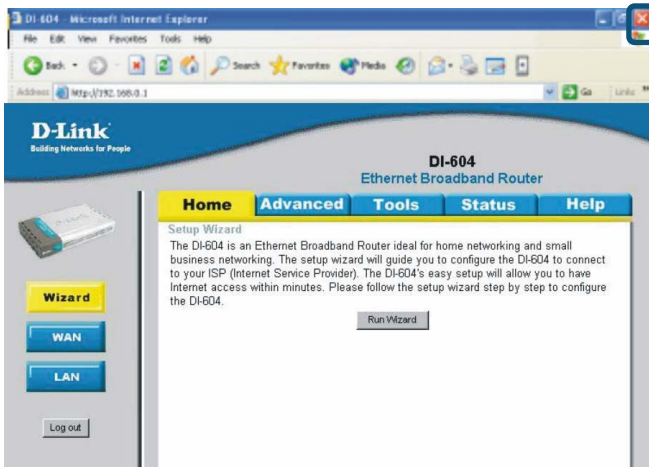 DI-604 - Microsoft Internet Explorer
File Edit View Favorites Tools Help
Back Search Favorites Media
Address http://192.168.0.1 Go Links »
D-Link
Building Networks for People
DI-604
Ethernet Broadband Router
Home Advanced Tools Status Help
Setup Wizard
The DI-604 is an Ethernet Broadband Router ideal for home networking and small
business networking. The setup wizard will guide you to configure the DI-604 to connect
to your ISP (Internet Service Provider). The DI-604's easy setup will allow you to have
Internet access within minutes. Please follow the setup wizard step by step to configure
the DI-604.
Run Wizard
Wizard
WAN
LAN
Log out